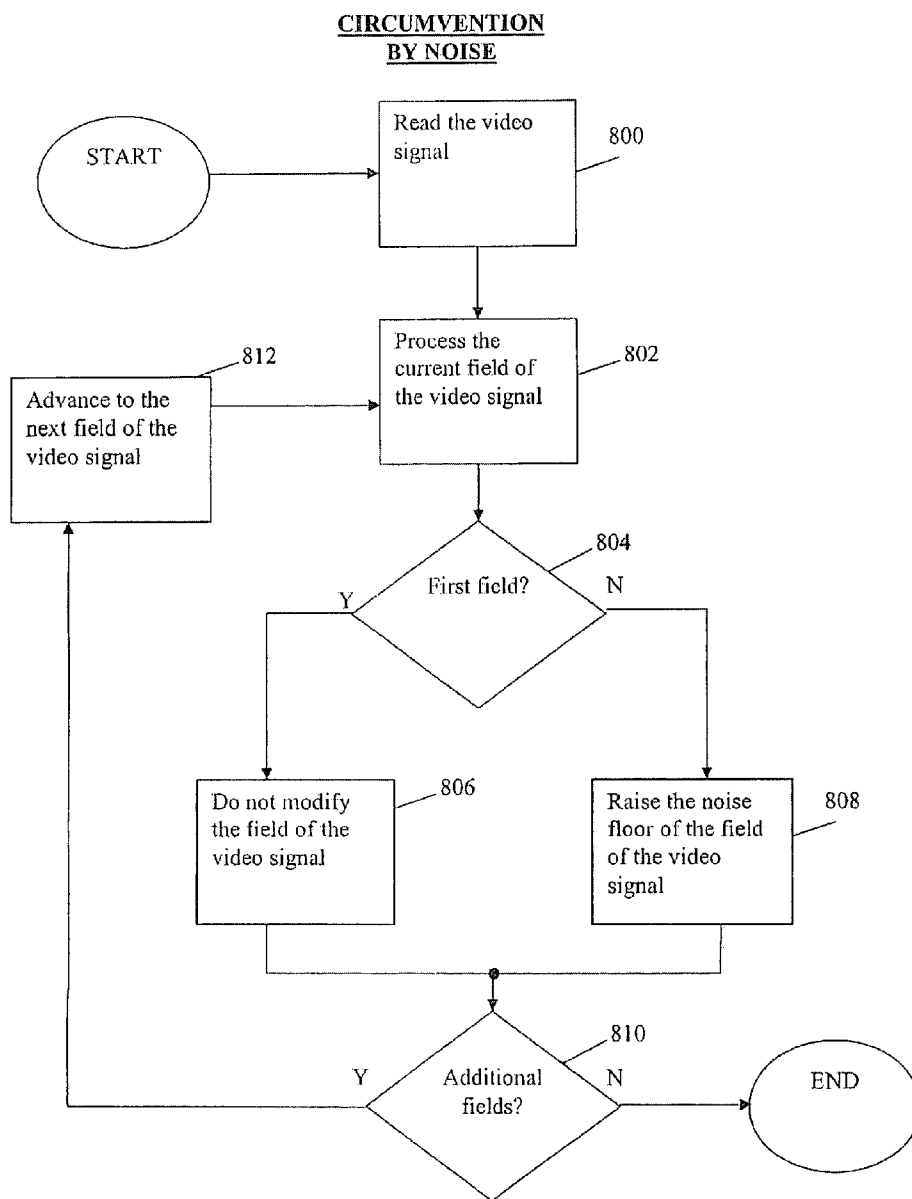 CIRCUMVENTION
BY NOISE
START
Read the video
signal
800
Process the
current field of
the video signal
802
812
Advance to the
next field of the
video signal
804
First field?
Y
N
Do not modify
the field of the
video signal
806
Raise the noise
floor of the field
of the video
signal
808
810
Y
Additional
fields?
N
END